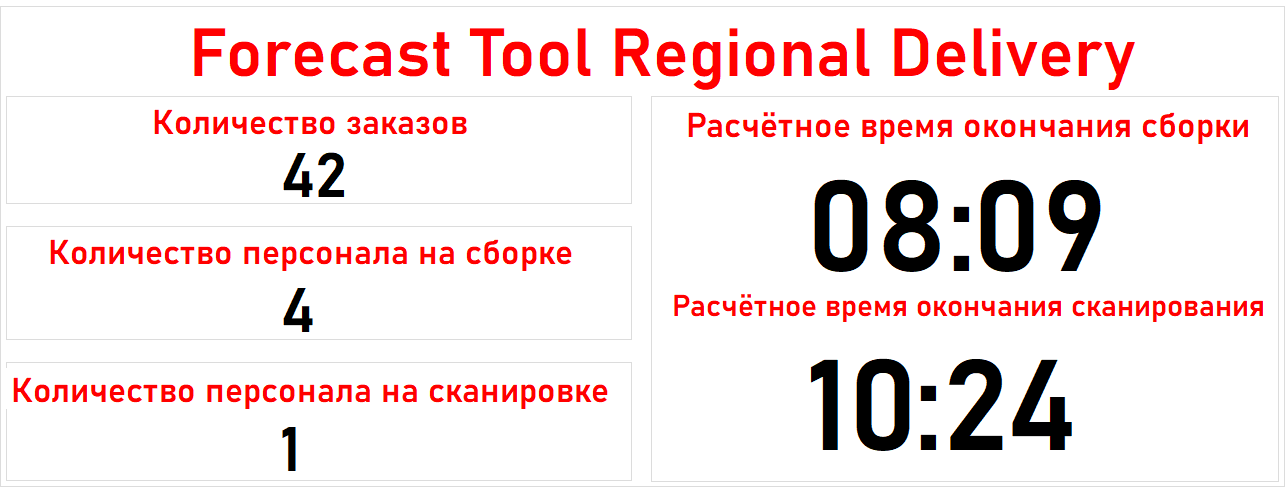 Forecast Tool Regional Delivery
Количество заказов
42
Количество персонала на сборке
4
Количество персонала на сканировке
1
Расчётное время окончания сборки
08:09
Расчётное время окончания сканирования
10:24